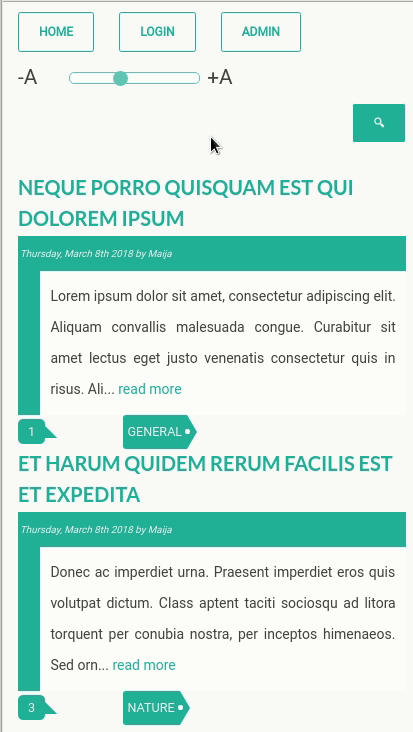 HOME LOGIN ADMIN
-A +A
NEQUE PORRO QUISQUAM EST QUI
DOLOREM IPSUM
Thursday, March 8th 2018 by Maija
Lorem ipsum dolor sit amet, consectetur adipiscing elit.
Aliquam convallis malesuada congue. Curabitur sit
amet lectus eget justo venenatis consectetur quis in
risus. Ali... read more
1 GENERAL
ET HARUM QUIDEM RERUM FACILIS EST
ET EXPEDITA
Thursday, March 8th 2018 by Maija
Donec ac imperdiet urna. Praesent imperdiet eros quis
volutpat dictum. Class aptent taciti sociosqu ad litora
torquent per conubia nostra, per inceptos himenaeos.
Sed orn... read more
3 NATURE